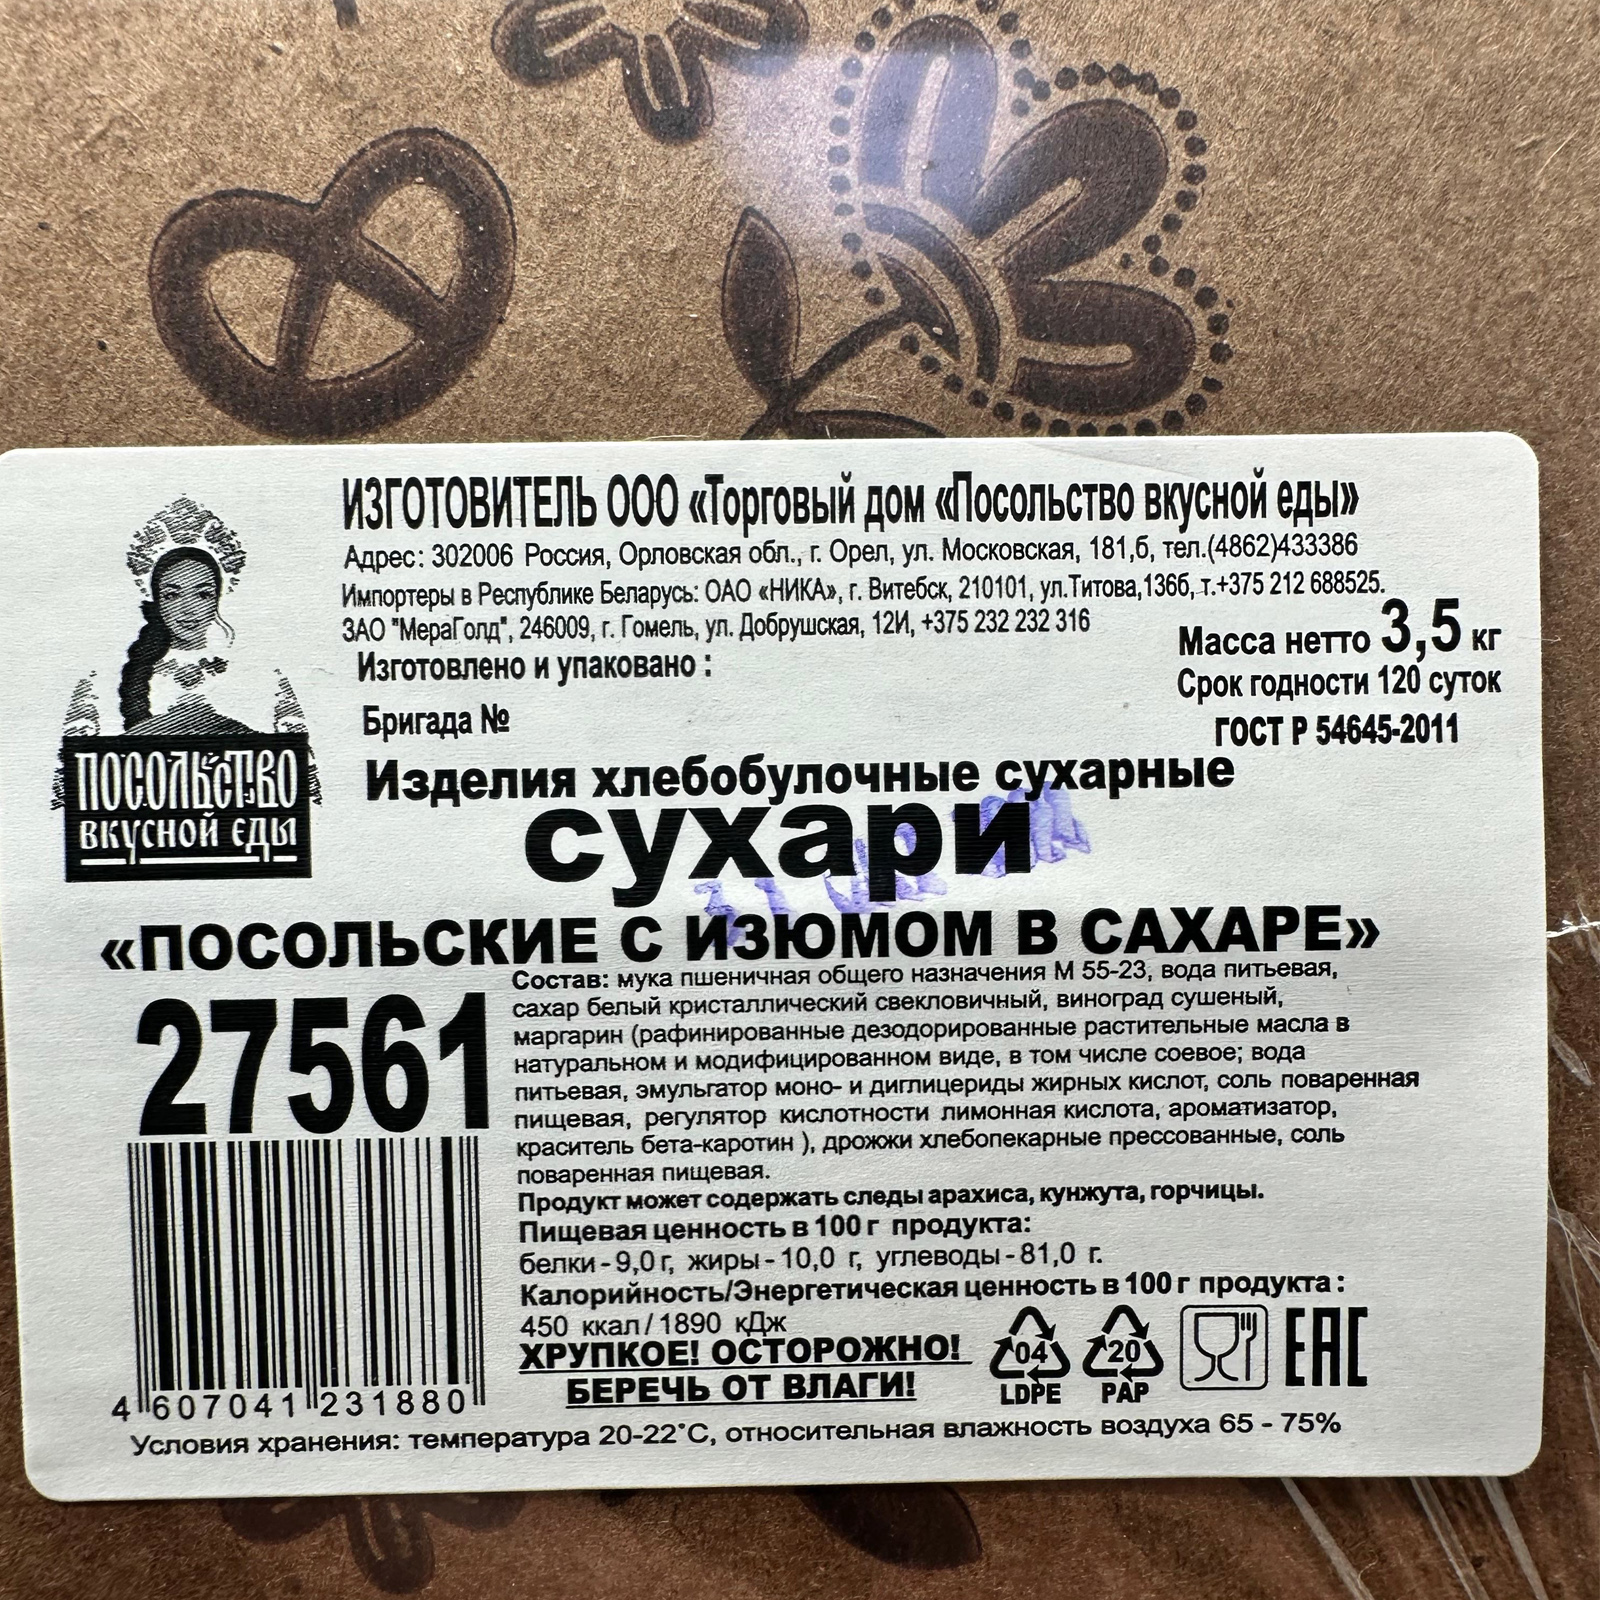 ИЗГОТОВИТЕЛЬ ООО «Торговый дом «Посольство вкусной еды»
Адрес: 302006 Россия, Орловская обл., г. Орел, ул. Московская, 181,б, тел.(4862)433386
Импортеры в Республике Беларусь: ОАО «НИКА», г. Витебск, 210101, ул.Титова,136б, т.+375 212 688525.
ЗАО "МераГолд", 246009, г. Гомель, ул. Добрушская, 12И, +375 232 232 316
Масса нетто 3,5 кг
Изготовлено и упаковано :
Срок годности 120 суток
Бригада №
ГОСТ Р 54645-2011
ПОСОЛЬСТВО
ВКУСНОЙ ЕДЫ
Изделия хлебобулочные сухарные
сухари
«ПОСОЛЬСКИЕ С ИЗЮМОМ В САХАРЕ»
27561
Состав: мука пшеничная общего назначения М 55-23, вода питьевая,
сахар белый кристаллический свекловичный, виноград сушеный,
маргарин (рафинированные дезодорированные растительные масла в
натуральном и модифицированном виде, в том числе соевое; вода
питьевая, эмульгатор моно- и диглицериды жирных кислот, соль поваренная
пищевая, регулятор кислотности лимонная кислота, ароматизатор,
краситель бета-каротин ), дрожжи хлебопекарные прессованные, соль
поваренная пищевая.
Продукт может содержать следы арахиса, кунжута, горчицы.
Пищевая ценность в 100 г продукта:
белки - 9,0 г, жиры - 10,0 г, углеводы - 81,0 г.
Калорийность/Энергетическая ценность в 100 г продукта :
450 ккал / 1890 кДж
ХРУПКОЕ! ОСТОРОЖНО!
БЕРЕЧЬ ОТ ВЛАГИ!
04
LDPE
20
PAP
EAC
4 607041 231880
Условия хранения: температура 20-22°С, относительная влажность воздуха 65 - 75%